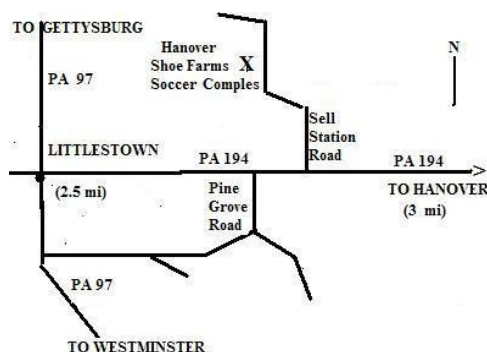 TO GETTYSBURG
Hanover
Shoe Farms X
Soccer Comples
N
PA 97
Sell
Station
Road
LITTLESTOWN
PA 194
PA 194
(2.5 mi)
Pine
Grove
Road
TO HANOVER
(3 mi)
PA 97
TO WESTMINSTER